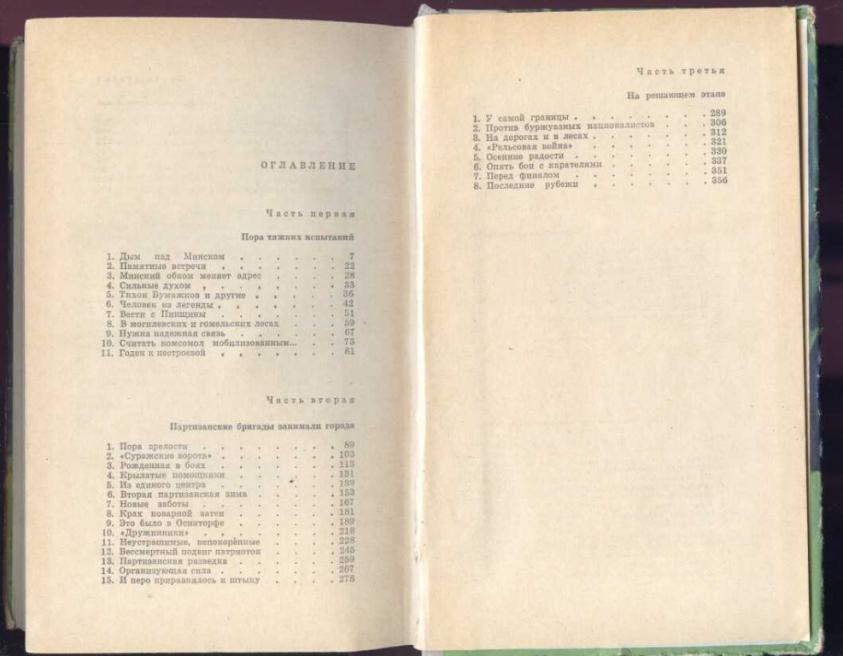 ОГЛАВЛЕНИЕ
Часть первая
Пора тяжких испытаний
1. Дым над Минском . . . . . . 7
2. Памятные встречи . . . . . . . 22
3. Минский обком меняет адрес . . . . 28
4. Сильные духом . . . . . . . . 33
5. Тихон Бумажков и другие . . . . . 36
6. Человек из легенды . . . . . . . 42
7. Вести с Пинщины . . . . . . . 51
8. В могилевских и гомельских лесах . . . 59
9. Нужна надежная связь . . . . . . 67
10. Считать комсомол мобилизованным... . . 73
11. Годен к нестроевой . . . . . . . 81
Часть вторая
Партизанские бригады занимали города
1. Пора зрелости . . . . . . . . 89
2. «Суражские ворота» . . . . . . . 103
3. Рожденная в боях . . . . . . . 113
4. Крылатые помощники . . . . . . 131
5. Из единого центра . . . . . . . 139
6. Вторая партизанская зима . . . . . 153
7. Новые заботы . . . . . . . . 167
8. Крах коварной затеи . . . . . . 181
9. Это было в Осинторфе . . . . . . 189
10. «Дружинники» . . . . . . . . 218
11. Неустрашимые, непокорённые . . . . 228
12. Бессмертный подвиг патриоток . . . . 245
13. Партизанская разведка . . . . . . 259
14. Организующая сила . . . . . . . 267
15. И перо приравнялось к штыку . . . . 278
Часть третья
На решающем этапе
1. У самой границы . . . . . . . . 289
2. Против буржуазных националистов . . . 306
3. На дорогах и в лесах . . . . . . . 312
4. «Рельсовая война» . . . . . . . . 321
5. Осенние радости . . . . . . . . 330
6. Опять бои с карателями . . . . . . 337
7. Перед финалом . . . . . . . . 351
8. Последние рубежи . . . . . . . 356